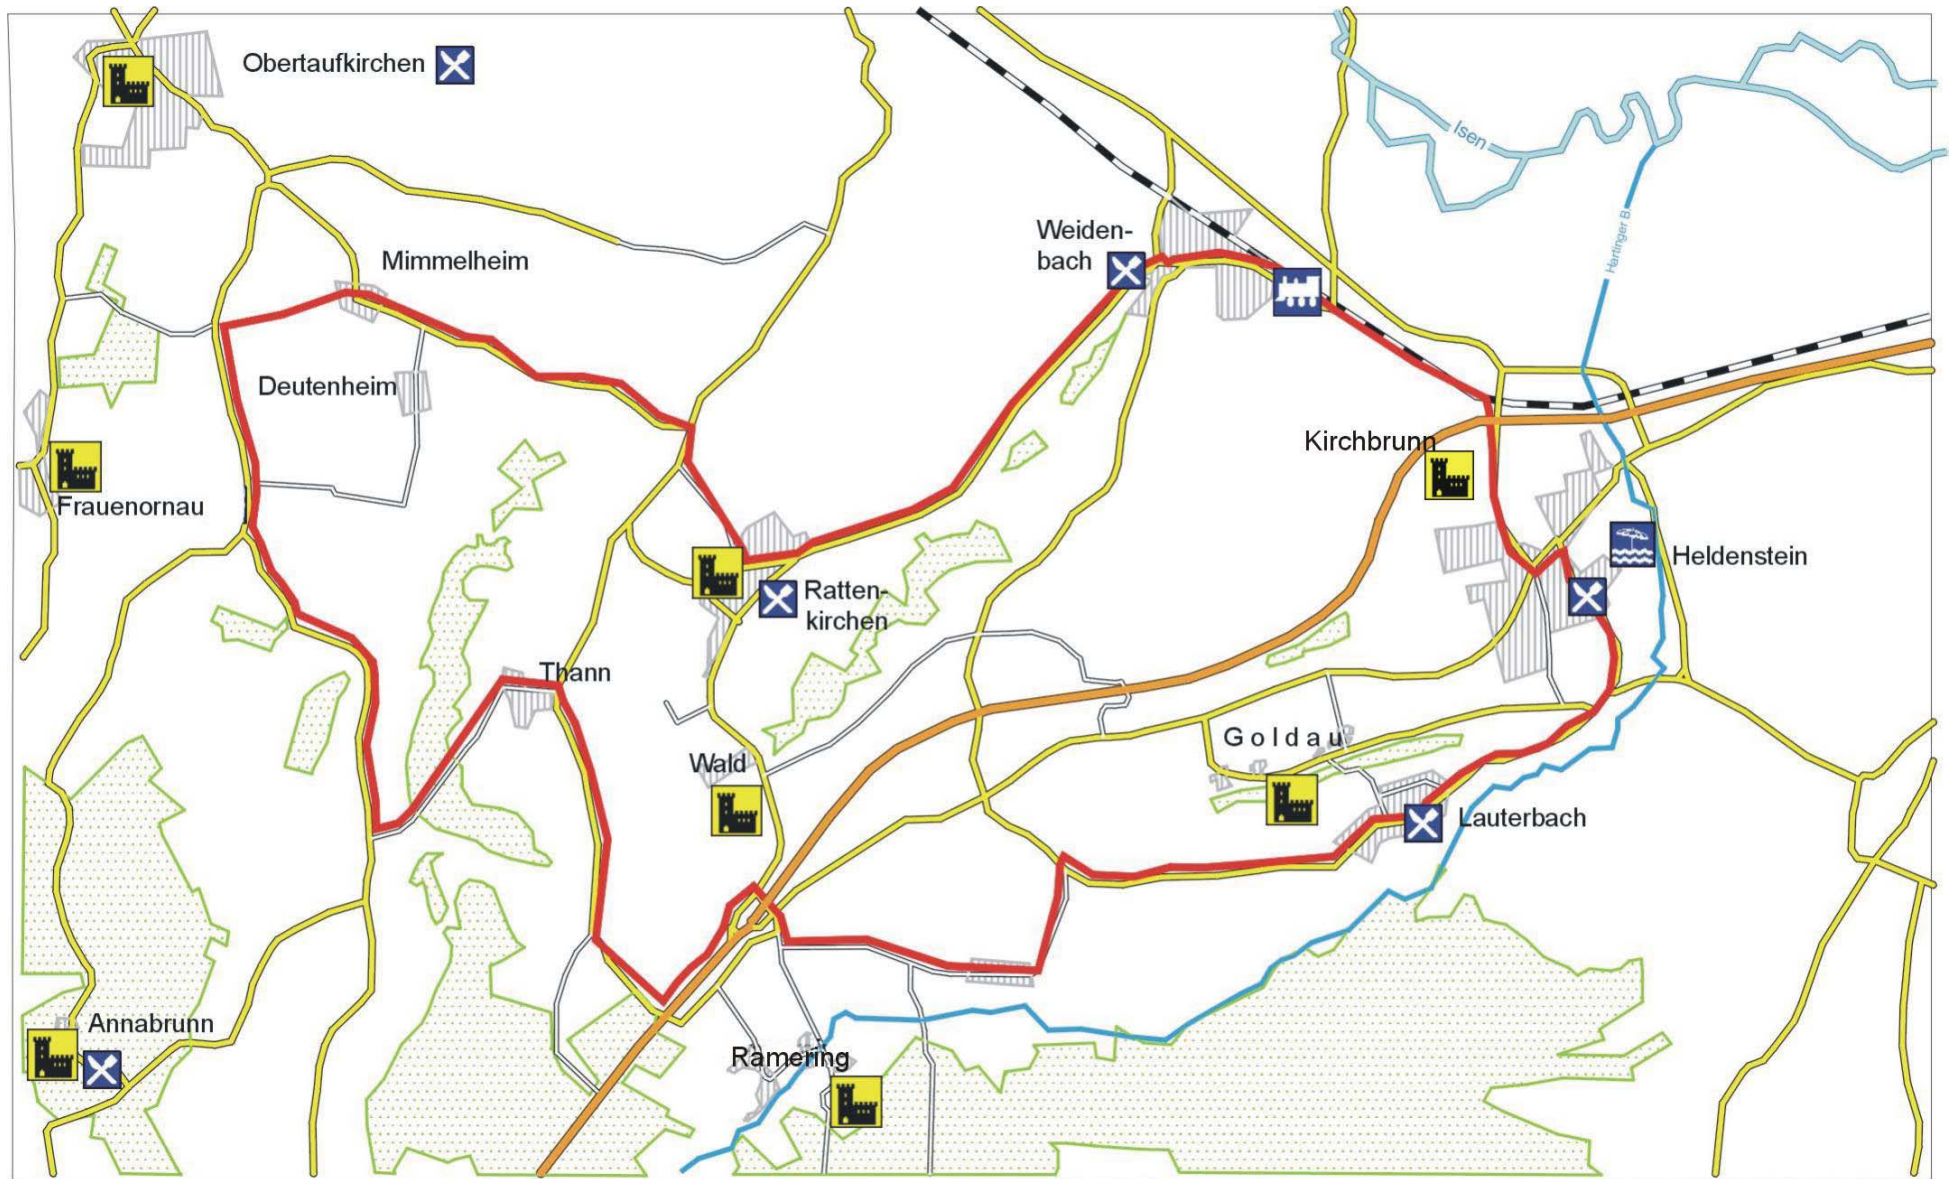 Obertaufkirchen
Isen
Hartinger B.
Weiden-
bach
Mimmelheim
Deutenheim
Kirchbrunn
Frauenornau
Heldenstein
Ratten-
kirchen
Thann
Goldau
Wald
Lauterbach
Annabrunn
Ramering